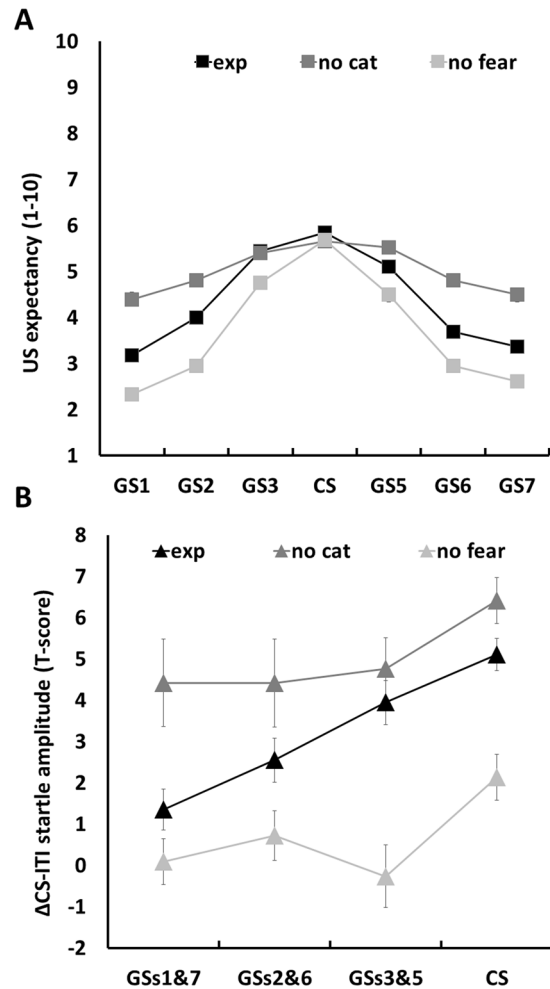 A
10
9
8
7
6
5
4
3
2
1
US expectancy (1-10)
exp no cat no fear
GS1 GS2 GS3 CS GS5 GS6 GS7
B
8
7
6
5
4
3
2
1
0
-1
-2
ΔCS-ITI startle amplitude (T-score)
exp no cat no fear
GSs1&7 GSs2&6 GSs3&5 CS